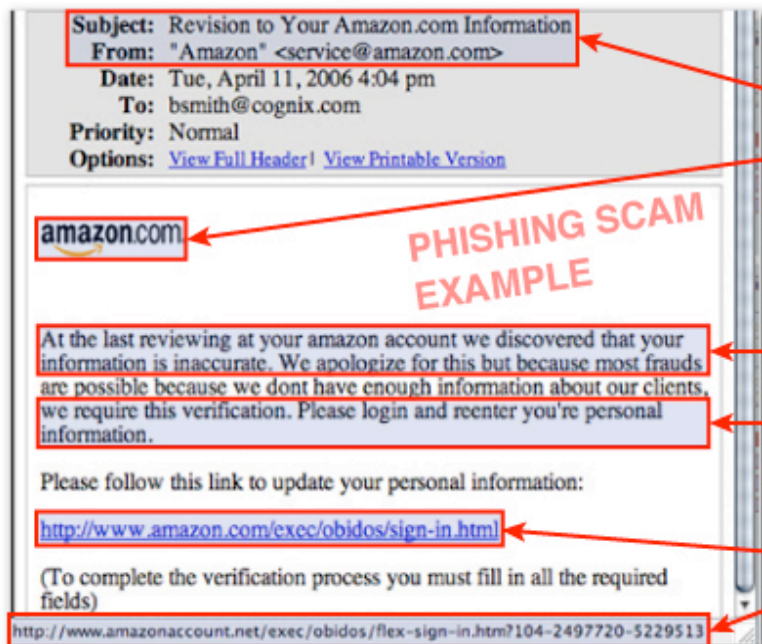 Subject: Revision to Your Amazon.com Information
From: "Amazon" <service@amazon.com>
Date: Tue, April 11, 2006 4:04 pm
To: bsmith@cognix.com
Priority: Normal
Options: View Full Header | View Printable Version
amazon.com
PHISHING SCAM
EXAMPLE
At the last reviewing at your amazon account we discovered that your
information is inaccurate. We apologize for this but because most frauds
are possible because we dont have enough information about our clients,
we require this verification. Please login and reenter you're personal
information.
Please follow this link to update your personal information:
http://www.amazon.com/exec/obidos/sign-in.html
(To complete the verification process you must fill in all the required
fields)
http://www.amazonaccount.net/exec/obidos/flex-sign-in.htm?104-2497720-5229513